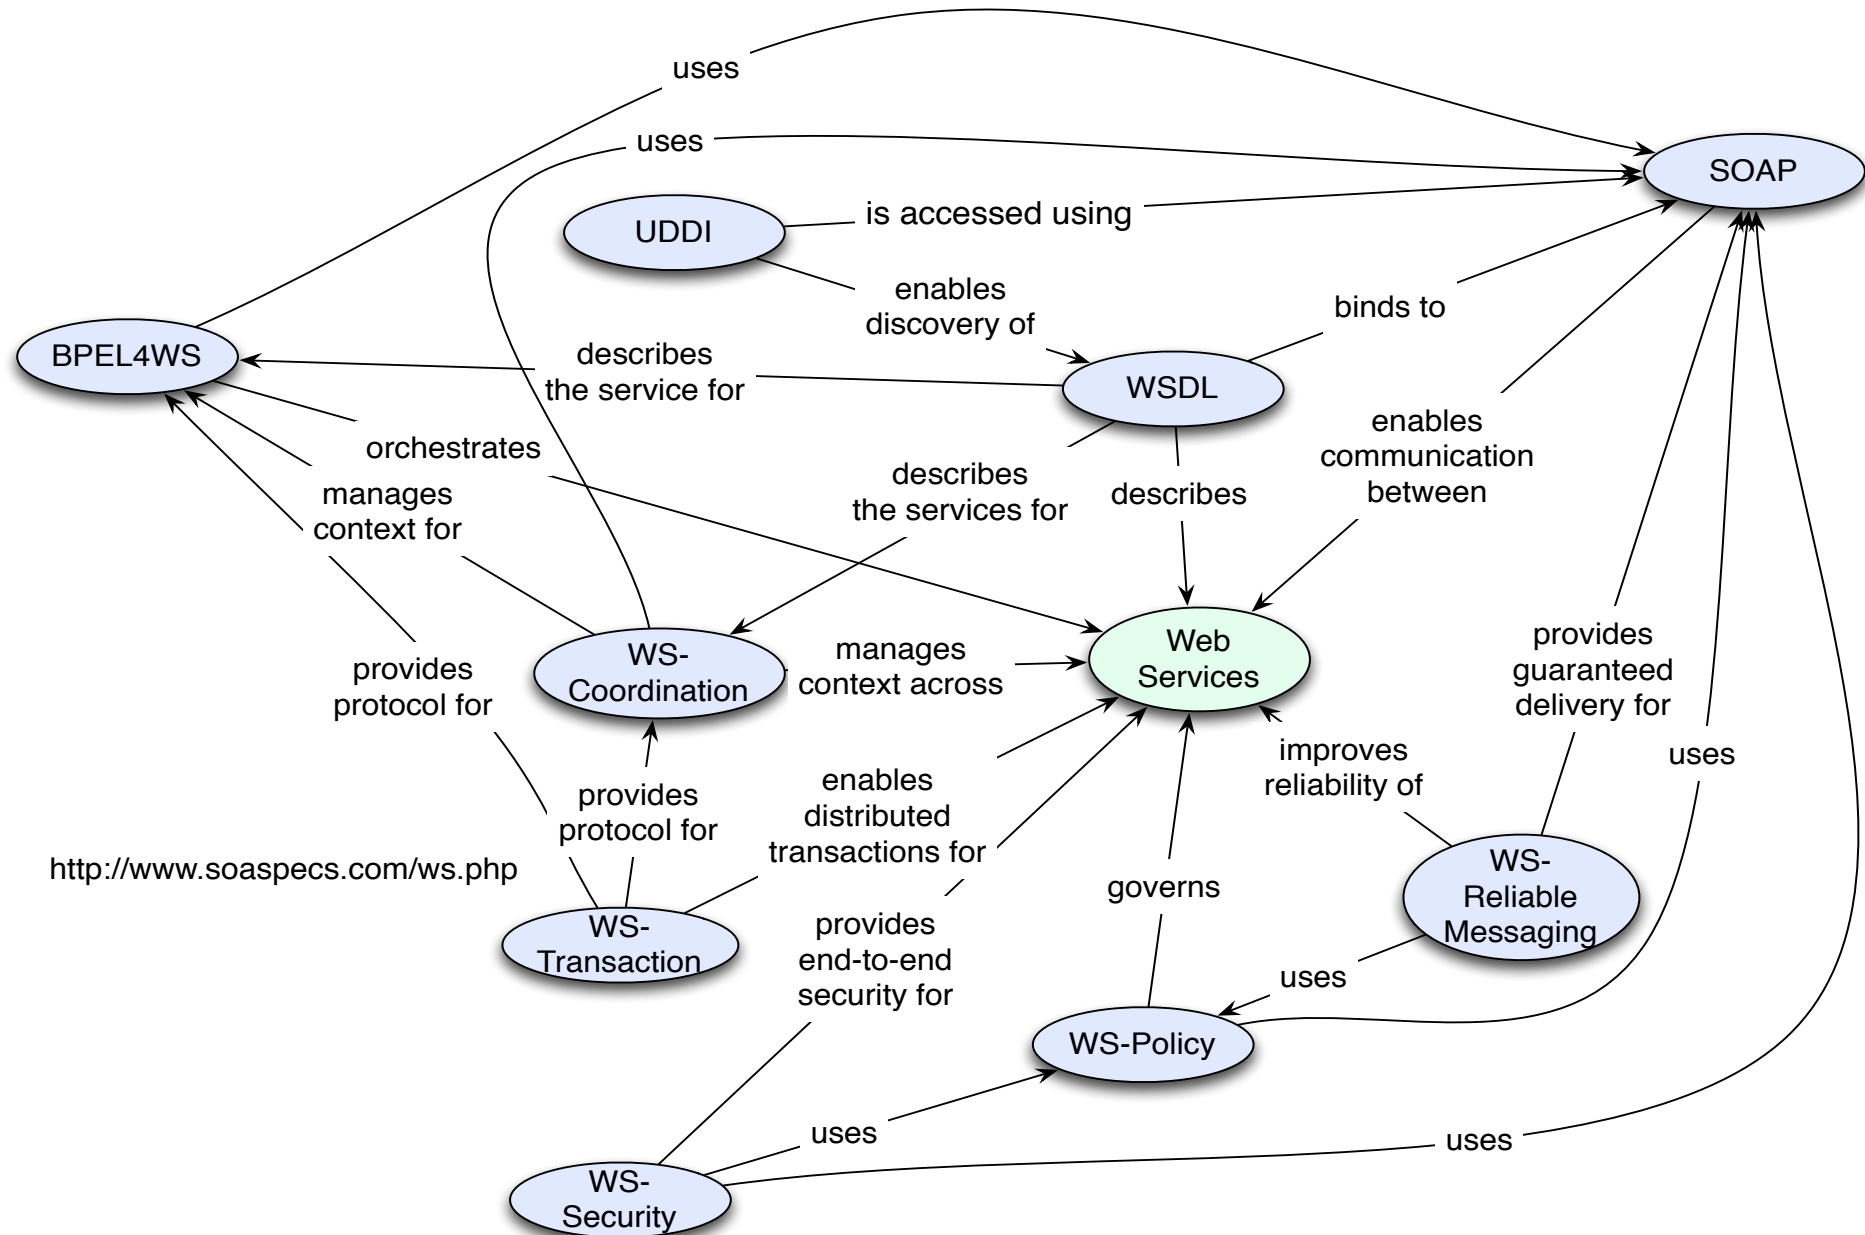 uses
uses
SOAP
is accessed using
UDDI
enables
discovery of
binds to
BPEL4WS
describes
the service for
WSDL
enables
communication
between
orchestrates
describes
the services for
describes
manages
context for
Web
Services
WS-
Coordination
manages
context across
provides
guaranteed
delivery for
provides
protocol for
uses
improves
reliability of
enables
distributed
transactions for
provides
protocol for
http://www.soaspecs.com/ws.php
governs
WS-
Reliable
Messaging
WS-
Transaction
provides
end-to-end
security for
uses
WS-Policy
uses
uses
WS-
Security